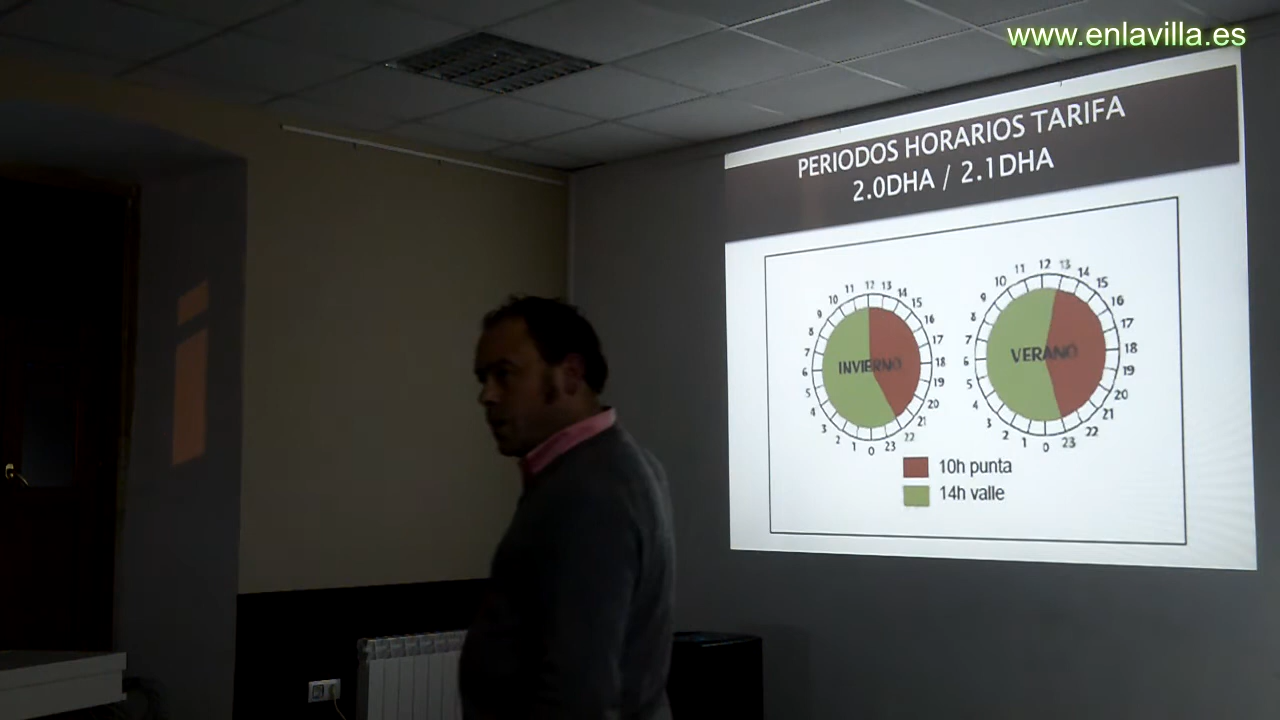 www.enlavilla.es
PERIODOS HORARIOS TARIFA
2.0DHA / 2.1DHA
12 13 14 15 16 17 18 19 20 21 22 23 0 1 2 3 4 5 6 7 8 9 10 11
INVIERNO
12 13 14 15 16 17 18 19 20 21 22 23 0 1 2 3 4 5 6 7 8 9 10 11
VERANO
10h punta
14h valle